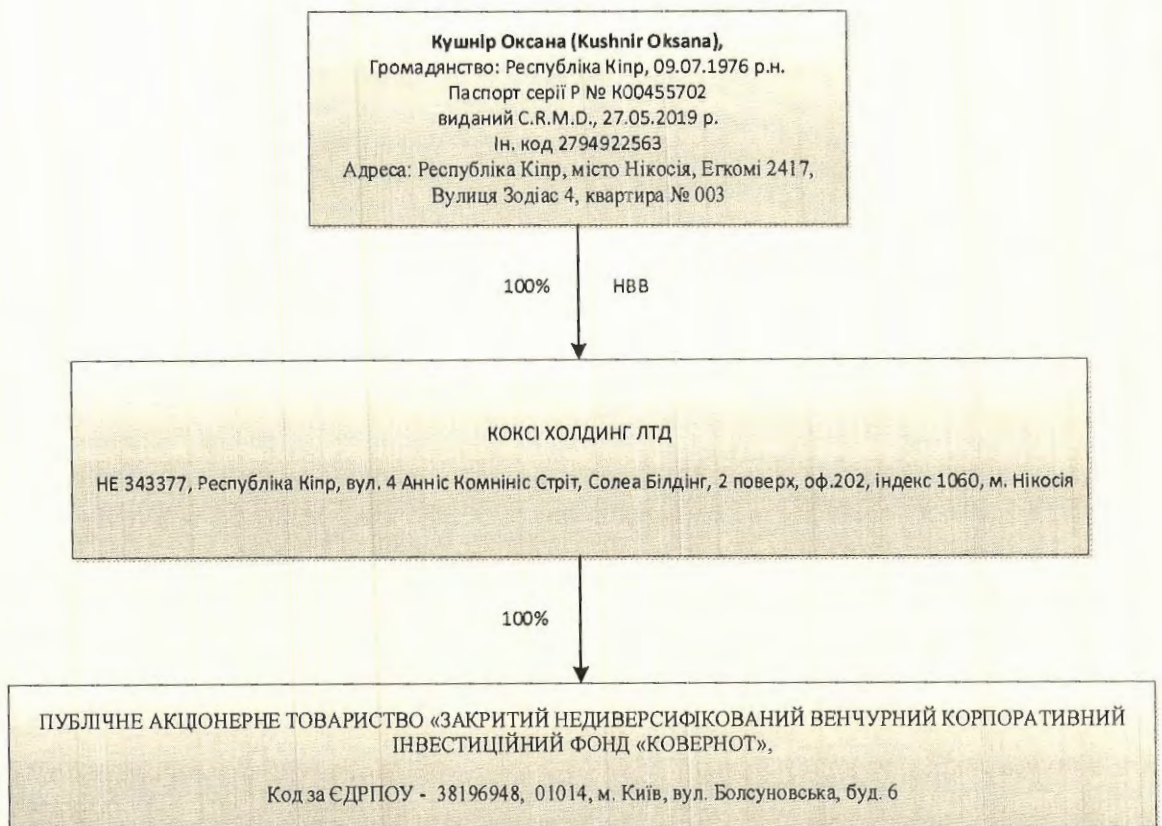 Кушнір Оксана (Kushnir Oksana),
Громадянство: Республіка Кіпр, 09.07.1976 р.н.
Паспорт серії P № K00455702
виданий C.R.M.D., 27.05.2019 р.
Ін. код 2794922563
Адреса: Республіка Кіпр, місто Нікосія, Егкомі 2417,
Вулиця Зодіас 4, квартира № 003
100% НВВ
КОКСІ ХОЛДИНГ ЛТД
НЕ 343377, Республіка Кіпр, вул. 4 Анніс Комнініс Стріт, Солеа Білдінг, 2 поверх, оф.202, індекс 1060, м. Нікосія
100%
ПУБЛІЧНЕ АКЦІОНЕРНЕ ТОВАРИСТВО «ЗАКРИТИЙ НЕДИВЕРСИФІКОВАНИЙ ВЕНЧУРНИЙ КОРПОРАТИВНИЙ
ІНВЕСТИЦІЙНИЙ ФОНД «КОВЕРНОТ»,
Код за ЄДРПОУ - 38196948, 01014, м. Київ, вул. Болсуновська, буд. 6